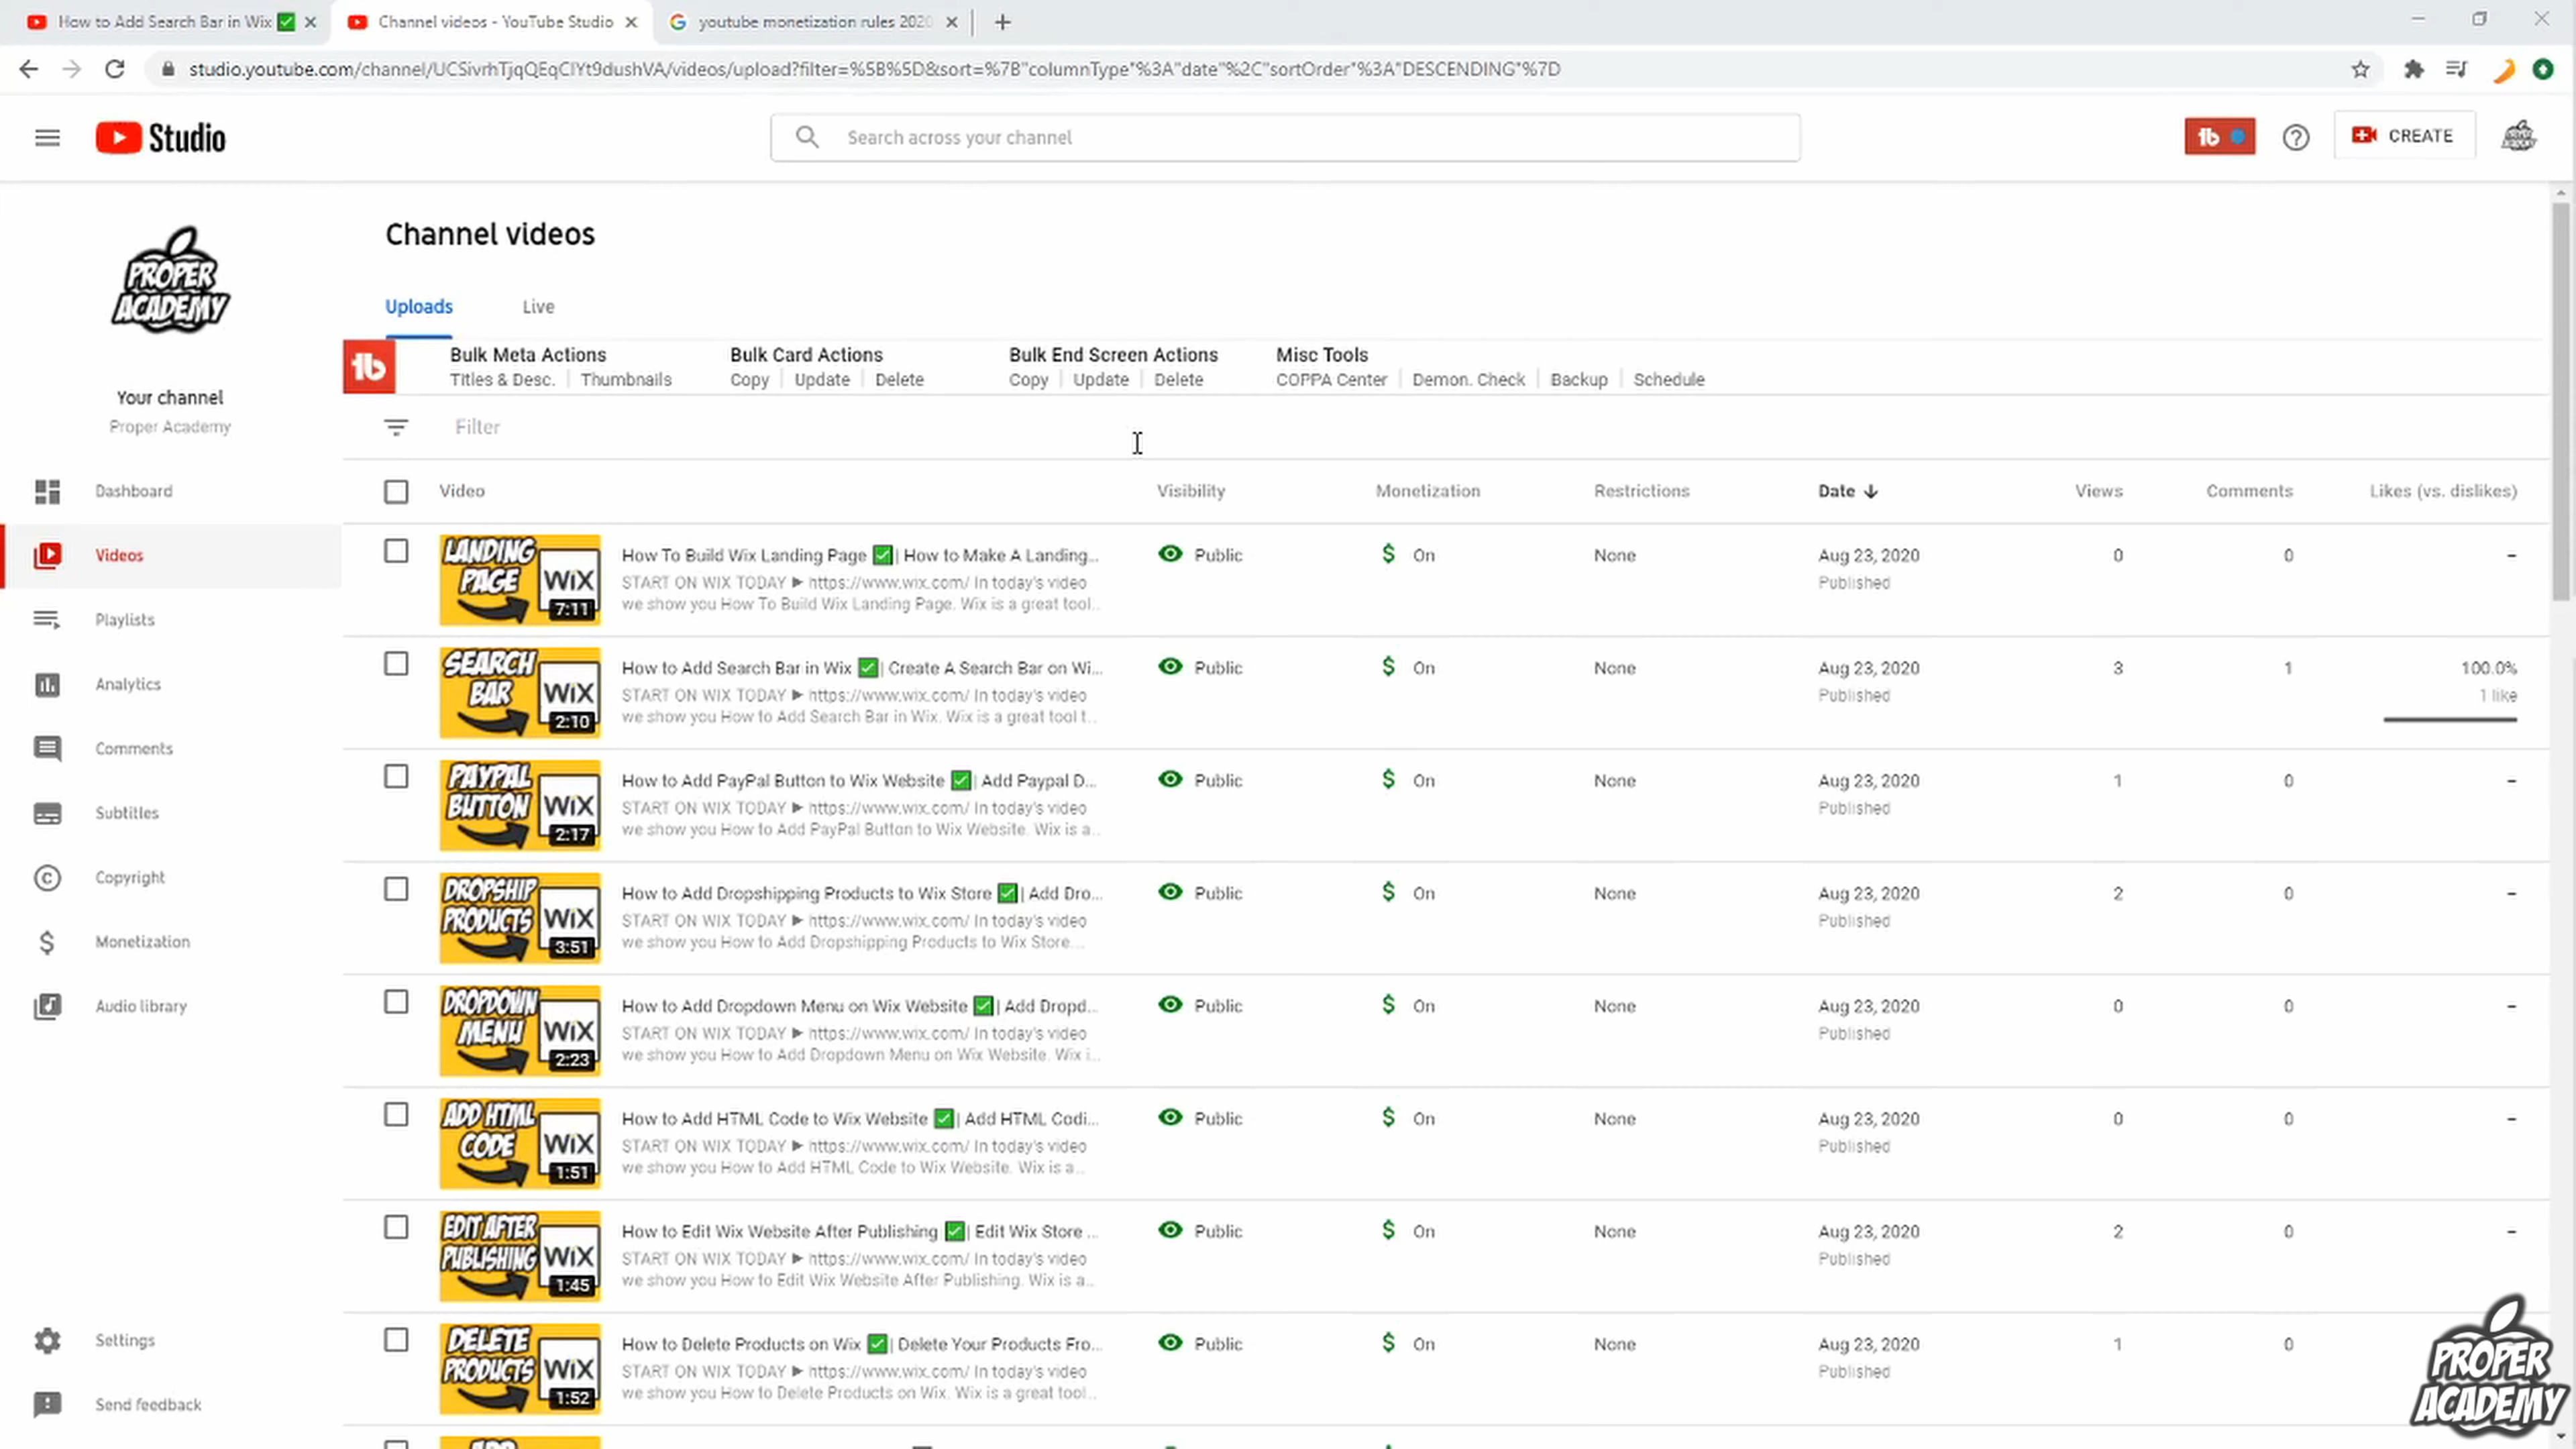 How to Add Search Bar in Wix ✅
Channel videos - YouTube Studio
youtube monetization rules 2020
studio.youtube.com/channel/UCSivrhTjqQEqCIYt9dushVA/videos/upload?filter=%5B%5D&sort=%7B"columnType"%3A"date"%2C"sortOrder"%3A"DESCENDING"%7D
Studio
Search across your channel
CREATE
PROPER
ACADEMY
Your channel
Proper Academy
Dashboard
Videos
Playlists
Analytics
Comments
Subtitles
Copyright
Monetization
Audio library
Settings
Send feedback
Channel videos
Uploads Live
Bulk Meta Actions Bulk Card Actions Bulk End Screen Actions Misc Tools
Titles & Desc. Thumbnails Copy Update Delete Copy Update Delete COPPA Center Demon. Check Backup Schedule
Filter
Video Visibility Monetization Restrictions Date Views Comments Likes (vs. dislikes)
LANDING
PAGE
WiX
7:11
How To Build Wix Landing Page ✅| How to Make A Landing... Public $ On None Aug 23, 2020 0 0 –
START ON WIX TODAY ► https://www.wix.com/ In today's video Published
we show you How To Build Wix Landing Page. Wix is a great tool...
SEARCH
BAR
WiX
2:10
How to Add Search Bar in Wix ✅| Create A Search Bar on Wi... Public $ On None Aug 23, 2020 3 1 100.0%
START ON WIX TODAY ► https://www.wix.com/ In today's video Published 1 like
we show you How to Add Search Bar in Wix. Wix is a great tool t...
PAYPAL
BUTTON
WiX
2:17
How to Add PayPal Button to Wix Website ✅| Add Paypal D... Public $ On None Aug 23, 2020 1 0 –
START ON WIX TODAY ► https://www.wix.com/ In today's video Published
we show you How to Add PayPal Button to Wix Website. Wix is a...
DROPSHIP
PRODUCTS
WiX
3:51
How to Add Dropshipping Products to Wix Store ✅| Add Dro... Public $ On None Aug 23, 2020 2 0 –
START ON WIX TODAY ► https://www.wix.com/ In today's video Published
we show you How to Add Dropshipping Products to Wix Store...
DROPDOWN
MENU
WiX
2:23
How to Add Dropdown Menu on Wix Website ✅| Add Dropd... Public $ On None Aug 23, 2020 0 0 –
START ON WIX TODAY ► https://www.wix.com/ In today's video Published
we show you How to Add Dropdown Menu on Wix Website. Wix i...
ADD HTML
CODE
WiX
1:51
How to Add HTML Code to Wix Website ✅| Add HTML Codi... Public $ On None Aug 23, 2020 0 0 –
START ON WIX TODAY ► https://www.wix.com/ In today's video Published
we show you How to Add HTML Code to Wix Website. Wix is a...
EDIT AFTER
PUBLISHING
WiX
1:45
How to Edit Wix Website After Publishing ✅| Edit Wix Store ... Public $ On None Aug 23, 2020 2 0 –
START ON WIX TODAY ► https://www.wix.com/ In today's video Published
we show you How to Edit Wix Website After Publishing. Wix is a...
DELETE
PRODUCTS
WiX
1:52
How to Delete Products on Wix ✅| Delete Your Products Fro... Public $ On None Aug 23, 2020 1 0
START ON WIX TODAY ► https://www.wix.com/ In today's video Published
we show you How to Delete Products on Wix. Wix is a great tool...
PROPER
ACADEMY